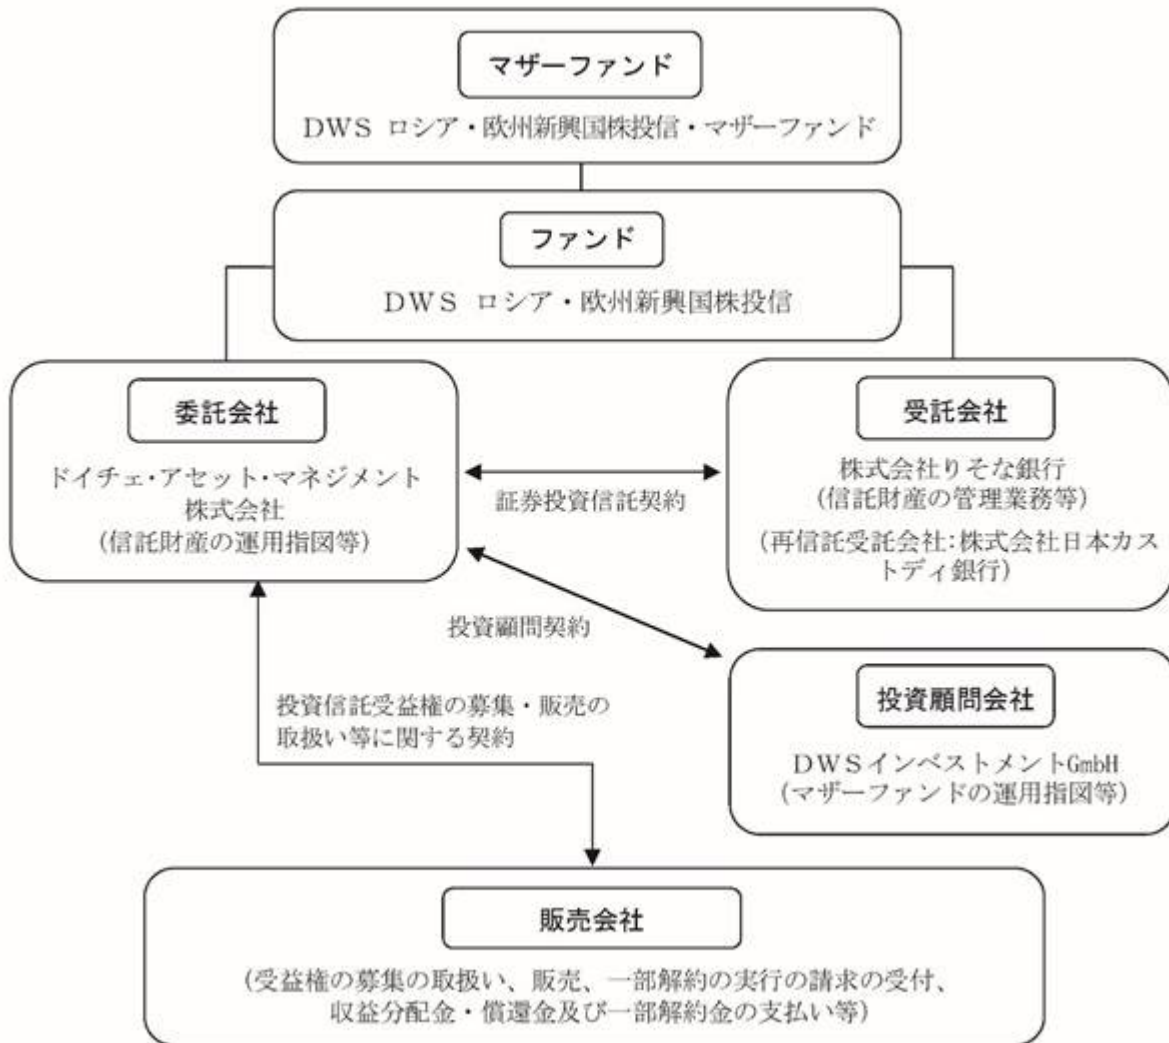 マザーファンド
DWS ロシア・欧州新興国株投信・マザーファンド
ファンド
DWS ロシア・欧州新興国株投信
委託会社
ドイチェ・アセット・マネジメント
株式会社
(信託財産の運用指図等)
証券投資信託契約
受託会社
株式会社りそな銀行
(信託財産の管理業務等)
(再信託受託会社:株式会社日本カス
トディ銀行)
投資顧問契約
投資顧問会社
DWSインベストメントGmbH
(マザーファンドの運用指図等)
投資信託受益権の募集・販売の
取扱い等に関する契約
販売会社
(受益権の募集の取扱い、販売、一部解約の実行の請求の受付、
収益分配金・償還金及び一部解約金の支払い等)